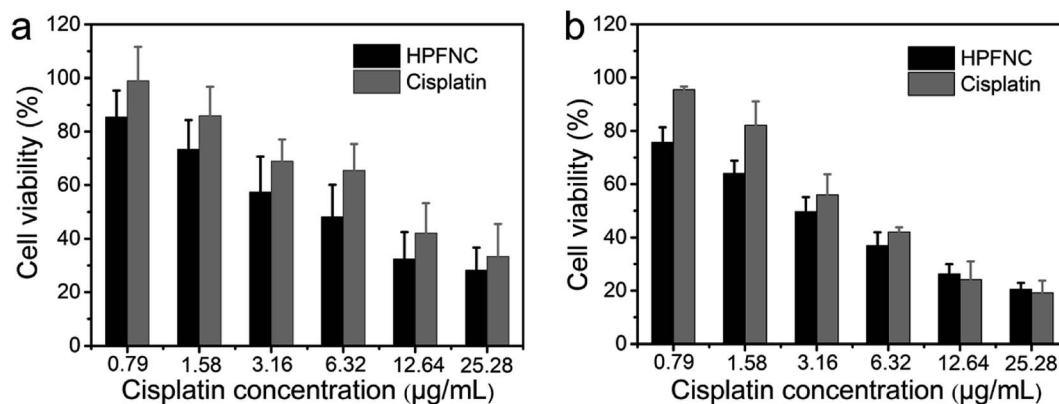 a
HPFNC
Cisplatin
Cell viability (%)
120
100
80
60
40
20
0
0.79 1.58 3.16 6.32 12.64 25.28
Cisplatin concentration (μg/mL)
b
HPFNC
Cisplatin
Cell viability (%)
120
100
80
60
40
20
0
0.79 1.58 3.16 6.32 12.64 25.28
Cisplatin concentration (μg/mL)